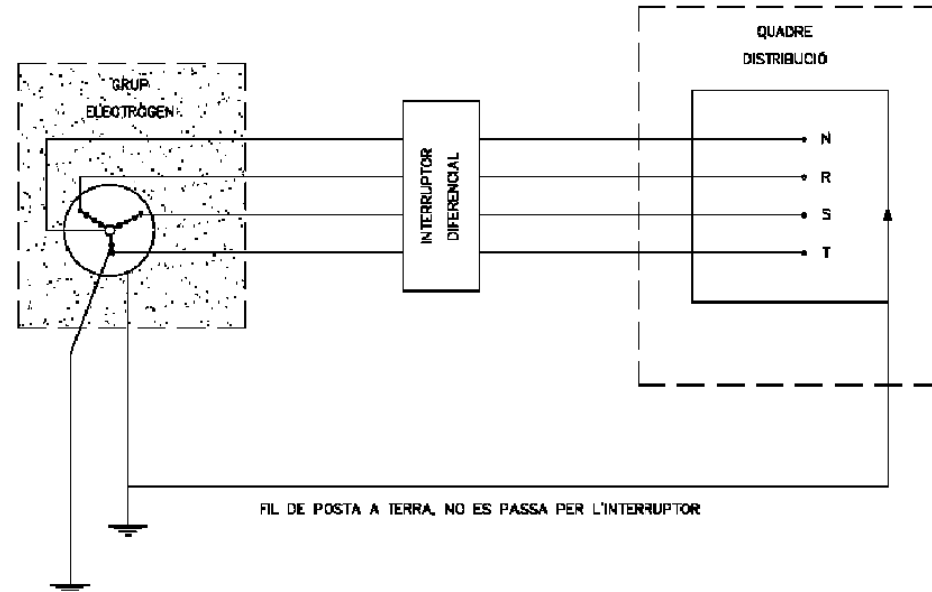 QUADRE
DISTRIBUCIÓ
GRUP
ELECTRÒGEN
INTERRUPTOR
DIFERENCIAL
N
R
S
T
FIL DE POSTA A TERRA, NO ES PASSA PER L'INTERRUPTOR